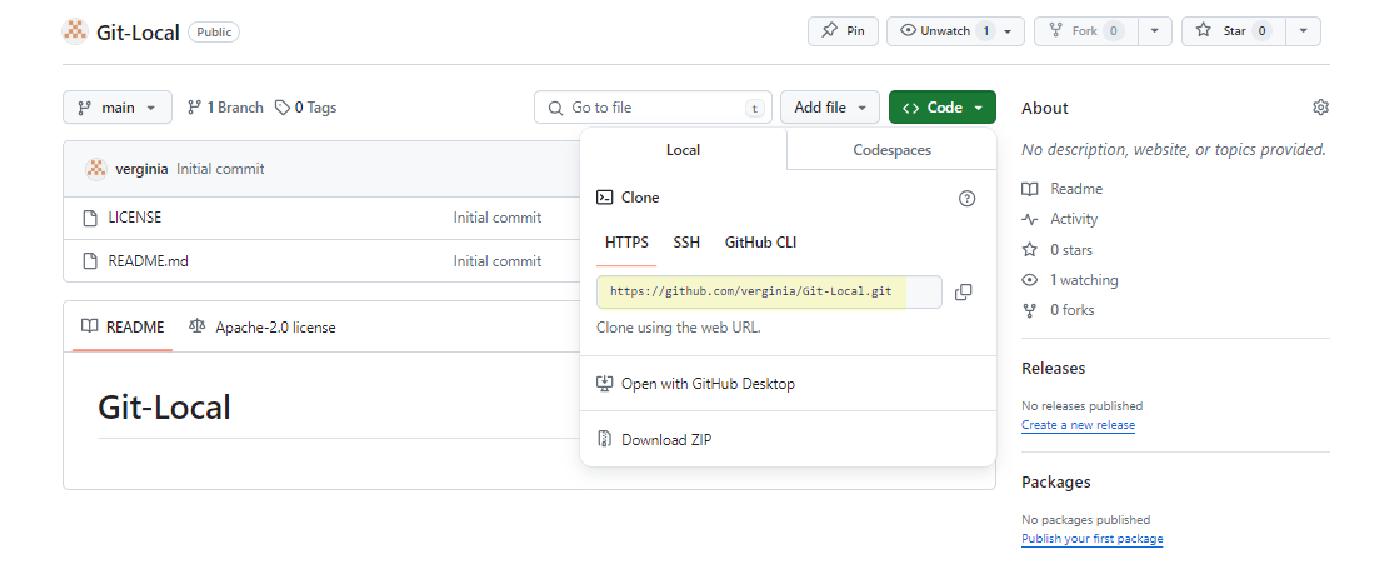 Git-Local Public Pin Unwatch 1 Fork 0 Star 0
main 1 Branch 0 Tags Go to file t Add file Code
verginia Initial commit
LICENSE Initial commit
README.md Initial commit
README Apache-2.0 license
Git-Local
Local Codespaces
Clone
HTTPS SSH GitHub CLI
https://github.com/verginia/Git-Local.git
Clone using the web URL.
Open with GitHub Desktop
Download ZIP
About
No description, website, or topics provided.
Readme
Activity
0 stars
1 watching
0 forks
Releases
No releases published
Create a new release
Packages
No packages published
Publish your first package